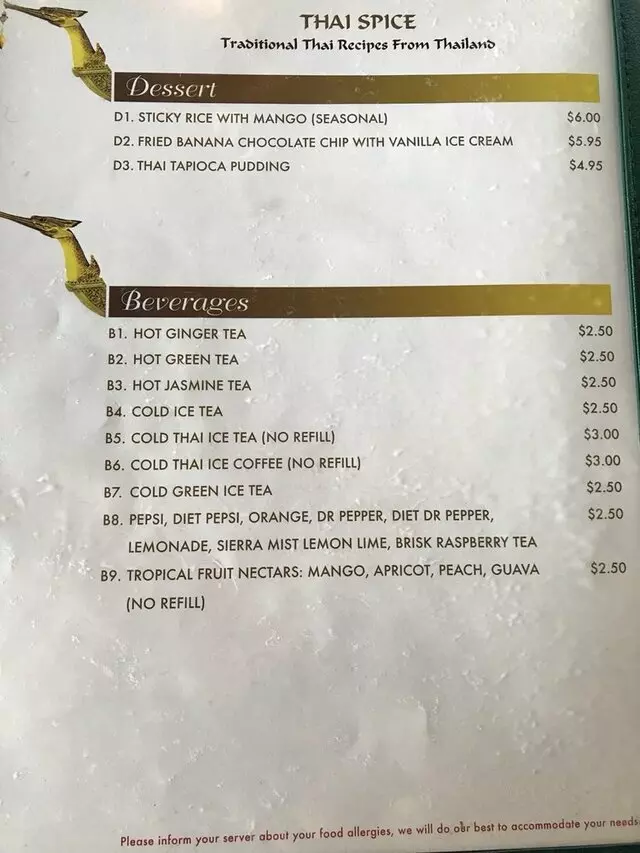 THAI SPICE
Traditional Thai Recipes From Thailand
Dessert
D1. STICKY RICE WITH MANGO (SEASONAL) $6.00
D2. FRIED BANANA CHOCOLATE CHIP WITH VANILLA ICE CREAM $5.95
D3. THAI TAPIOCA PUDDING $4.95
Beverages
B1. HOT GINGER TEA $2.50
B2. HOT GREEN TEA $2.50
B3. HOT JASMINE TEA $2.50
B4. COLD ICE TEA $2.50
B5. COLD THAI ICE TEA (NO REFILL) $3.00
B6. COLD THAI ICE COFFEE (NO REFILL) $3.00
B7. COLD GREEN ICE TEA $2.50
B8. PEPSI, DIET PEPSI, ORANGE, DR PEPPER, DIET DR PEPPER, $2.50
LEMONADE, SIERRA MIST LEMON LIME, BRISK RASPBERRY TEA
B9. TROPICAL FRUIT NECTARS: MANGO, APRICOT, PEACH, GUAVA $2.50
(NO REFILL)
Please inform your server about your food allergies, we will do our best to accommodate your needs